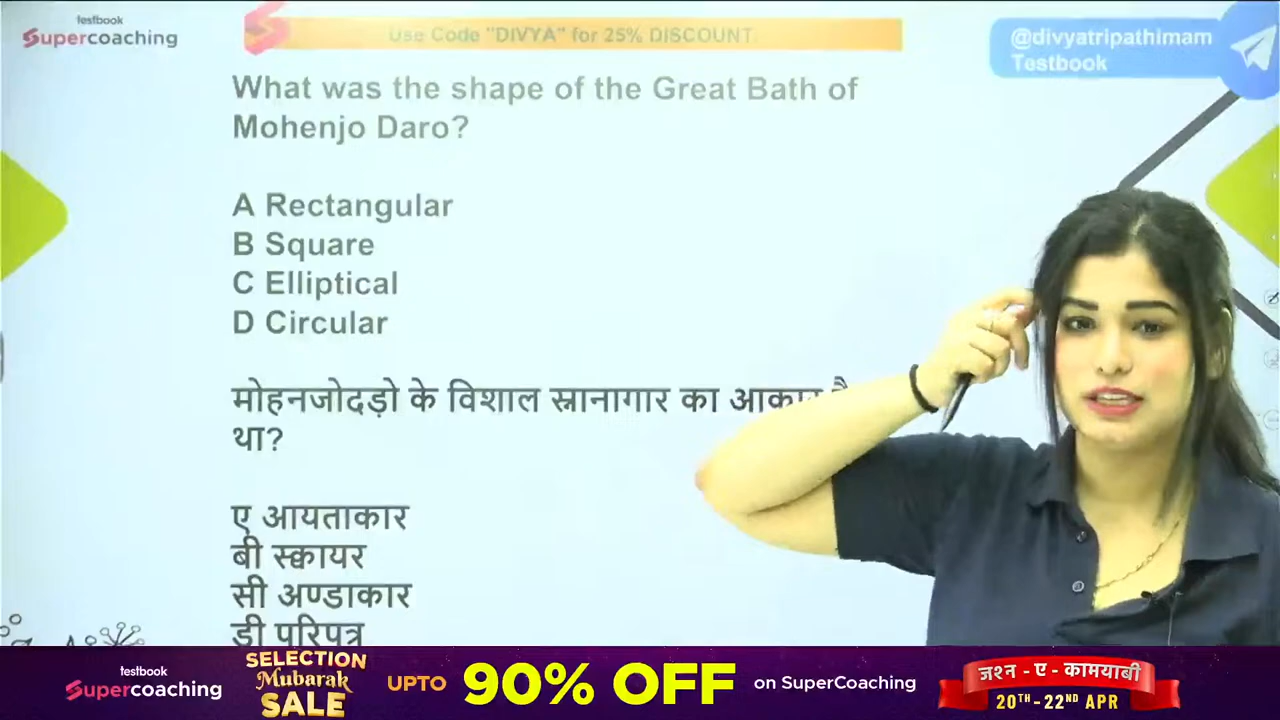 testbook
Supercoaching
Use Code "DIVYA" for 25% DISCOUNT
@divyatripathimam
Testbook
What was the shape of the Great Bath of
Mohenjo Daro?
A Rectangular
B Square
C Elliptical
D Circular
मोहनजोदड़ो के विशाल स्नानागार का आकार
था?
ए आयताकार
बी स्क्वायर
सी अण्डाकार
डी परिपत्र
testbook
Supercoaching
SELECTION
Mubarak
SALE
UPTO 90% OFF on SuperCoaching
जश्न - ए - कामयाबी
20TH-22ND APR